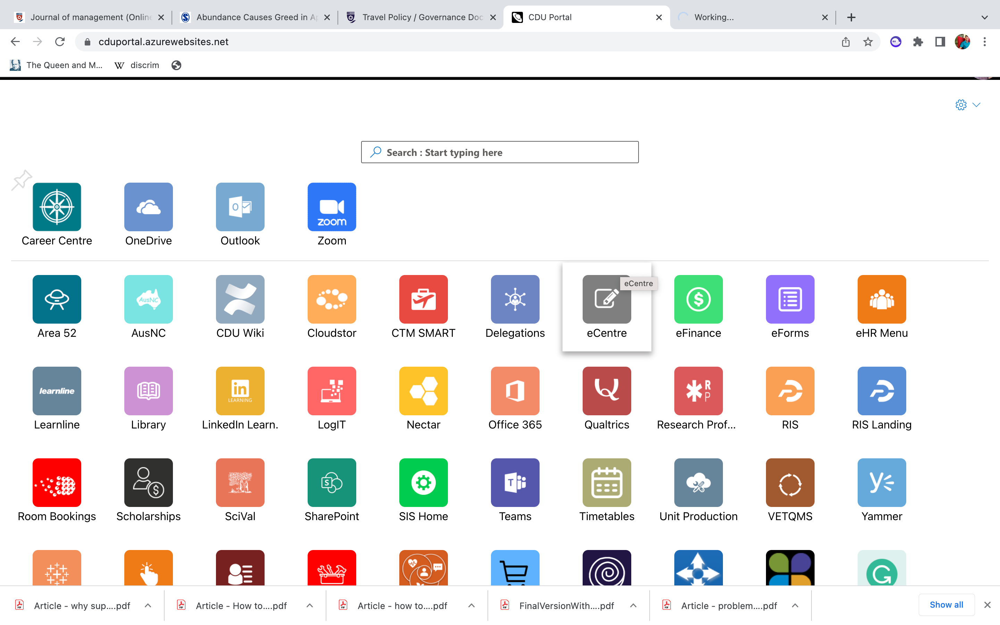 Journal of management (Online
Abundance Causes Greed in Ap
Travel Policy / Governance Doc
CDU Portal
Working...
cduportal.azurewebsites.net
The Queen and M...
discrim
Search : Start typing here
zoom
Career Centre
OneDrive
Outlook
Zoom
AusNC
eCentre
Area 52
AusNC
CDU Wiki
Cloudstor
CTM SMART
Delegations
eCentre
eFinance
eForms
eHR Menu
learnline
in
LEARNING
R
P
Learnline
Library
LinkedIn Learn.
LogIT
Nectar
Office 365
Qualtrics
Research Prof...
RIS
RIS Landing
Room Bookings
Scholarships
SciVal
SharePoint
SIS Home
Teams
Timetables
Unit Production
VETQMS
Yammer
Article - why sup....pdf
Article - How to....pdf
Article - how to....pdf
FinalVersionWith....pdf
Article - problem....pdf
Show all